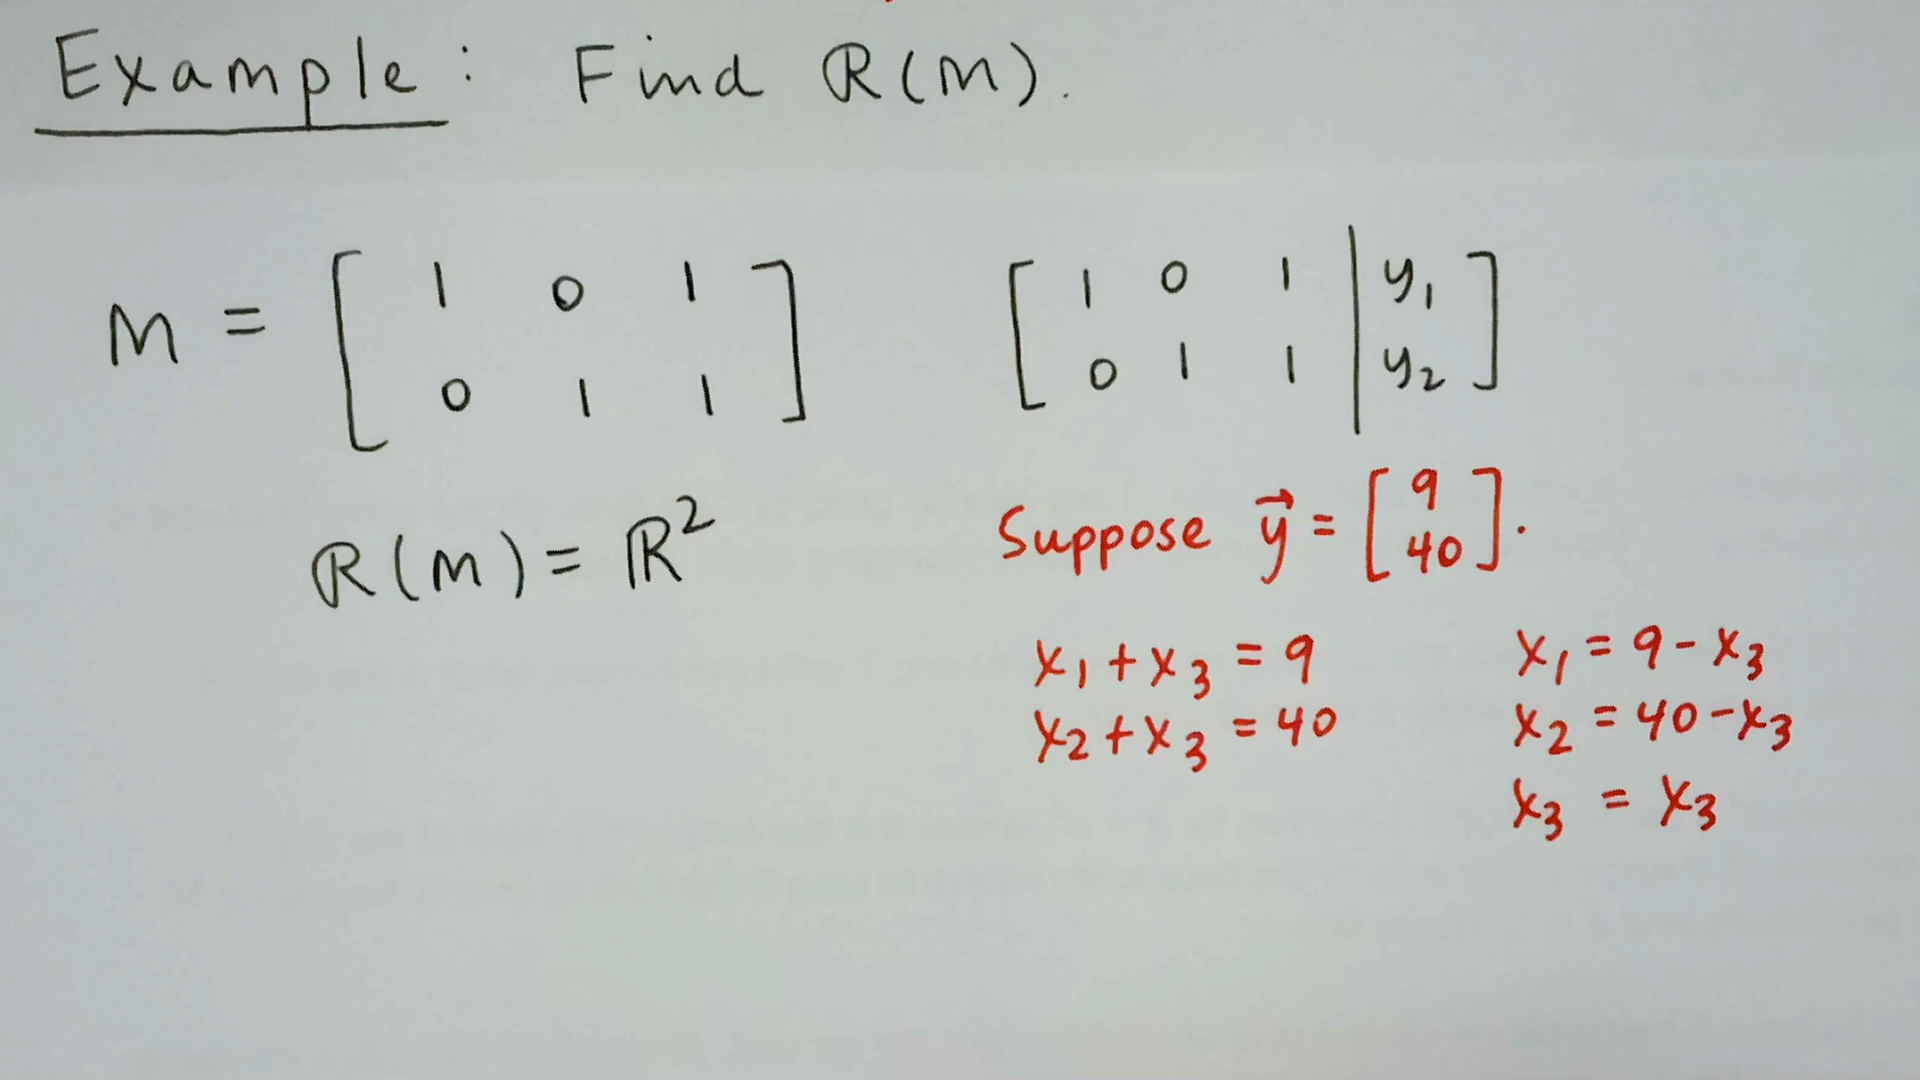 Example: Find R(M).
M = [ 1 0 1
0 1 1 ]
[ 1 0 1 | y₁
0 1 1 | y₂ ]
R(M) = ℝ²
Suppose y⃗ = [ 9
40 ].
x₁ + x₃ = 9
x₂ + x₃ = 40
x₁ = 9 - x₃
x₂ = 40 - x₃
x₃ = x₃